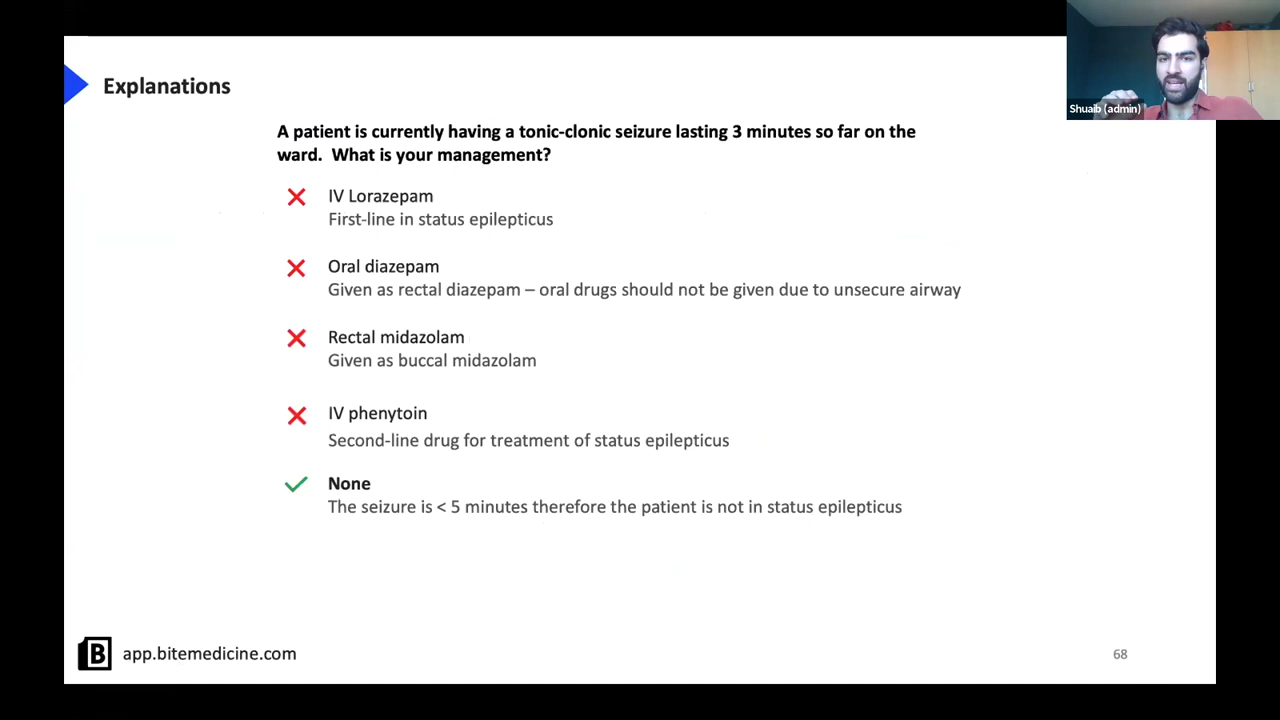 Shuaib (admin)
Explanations
A patient is currently having a tonic-clonic seizure lasting 3 minutes so far on the
ward.  What is your management?
IV Lorazepam
First-line in status epilepticus
Oral diazepam
Given as rectal diazepam – oral drugs should not be given due to unsecure airway
Rectal midazolam
Given as buccal midazolam
IV phenytoin
Second-line drug for treatment of status epilepticus
None
The seizure is < 5 minutes therefore the patient is not in status epilepticus
B
app.bitemedicine.com
68